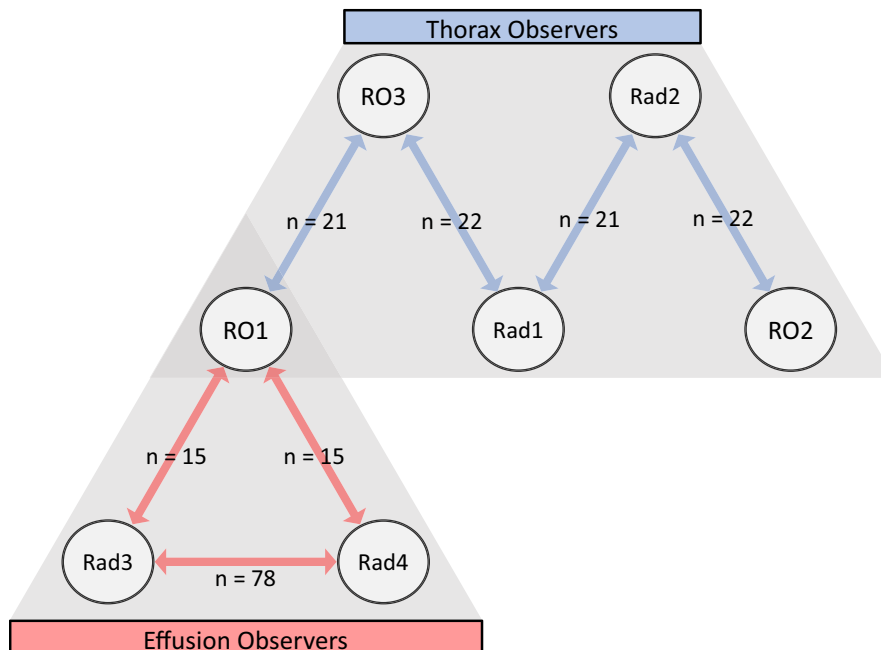 Thorax Observers
RO3
Rad2
n = 21
n = 22
n = 21
n = 22
RO1
Rad1
RO2
n = 15
n = 15
Rad3
Rad4
n = 78
Effusion Observers